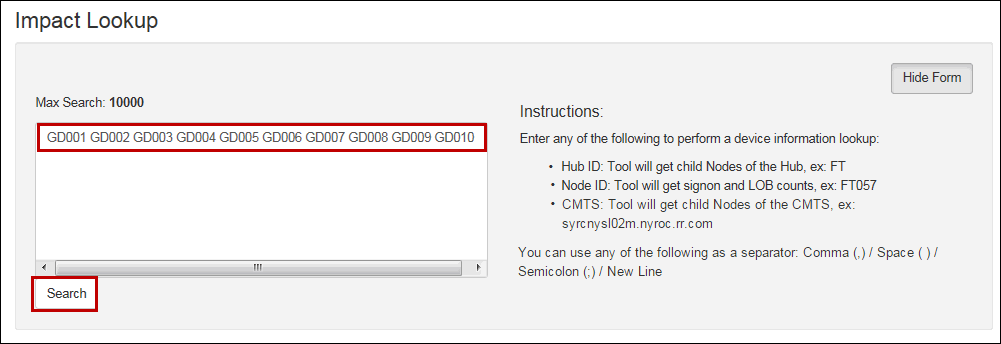 Impact Lookup
Hide Form
Max Search: 10000
GD001 GD002 GD003 GD004 GD005 GD006 GD007 GD008 GD009 GD010
Search
Instructions:
Enter any of the following to perform a device information lookup:
• Hub ID: Tool will get child Nodes of the Hub, ex: FT
• Node ID: Tool will get signon and LOB counts, ex: FT057
• CMTS: Tool will get child Nodes of the CMTS, ex:
syrcnysl02m.nyroc.rr.com
You can use any of the following as a separator: Comma (,) / Space ( ) /
Semicolon (;) / New Line